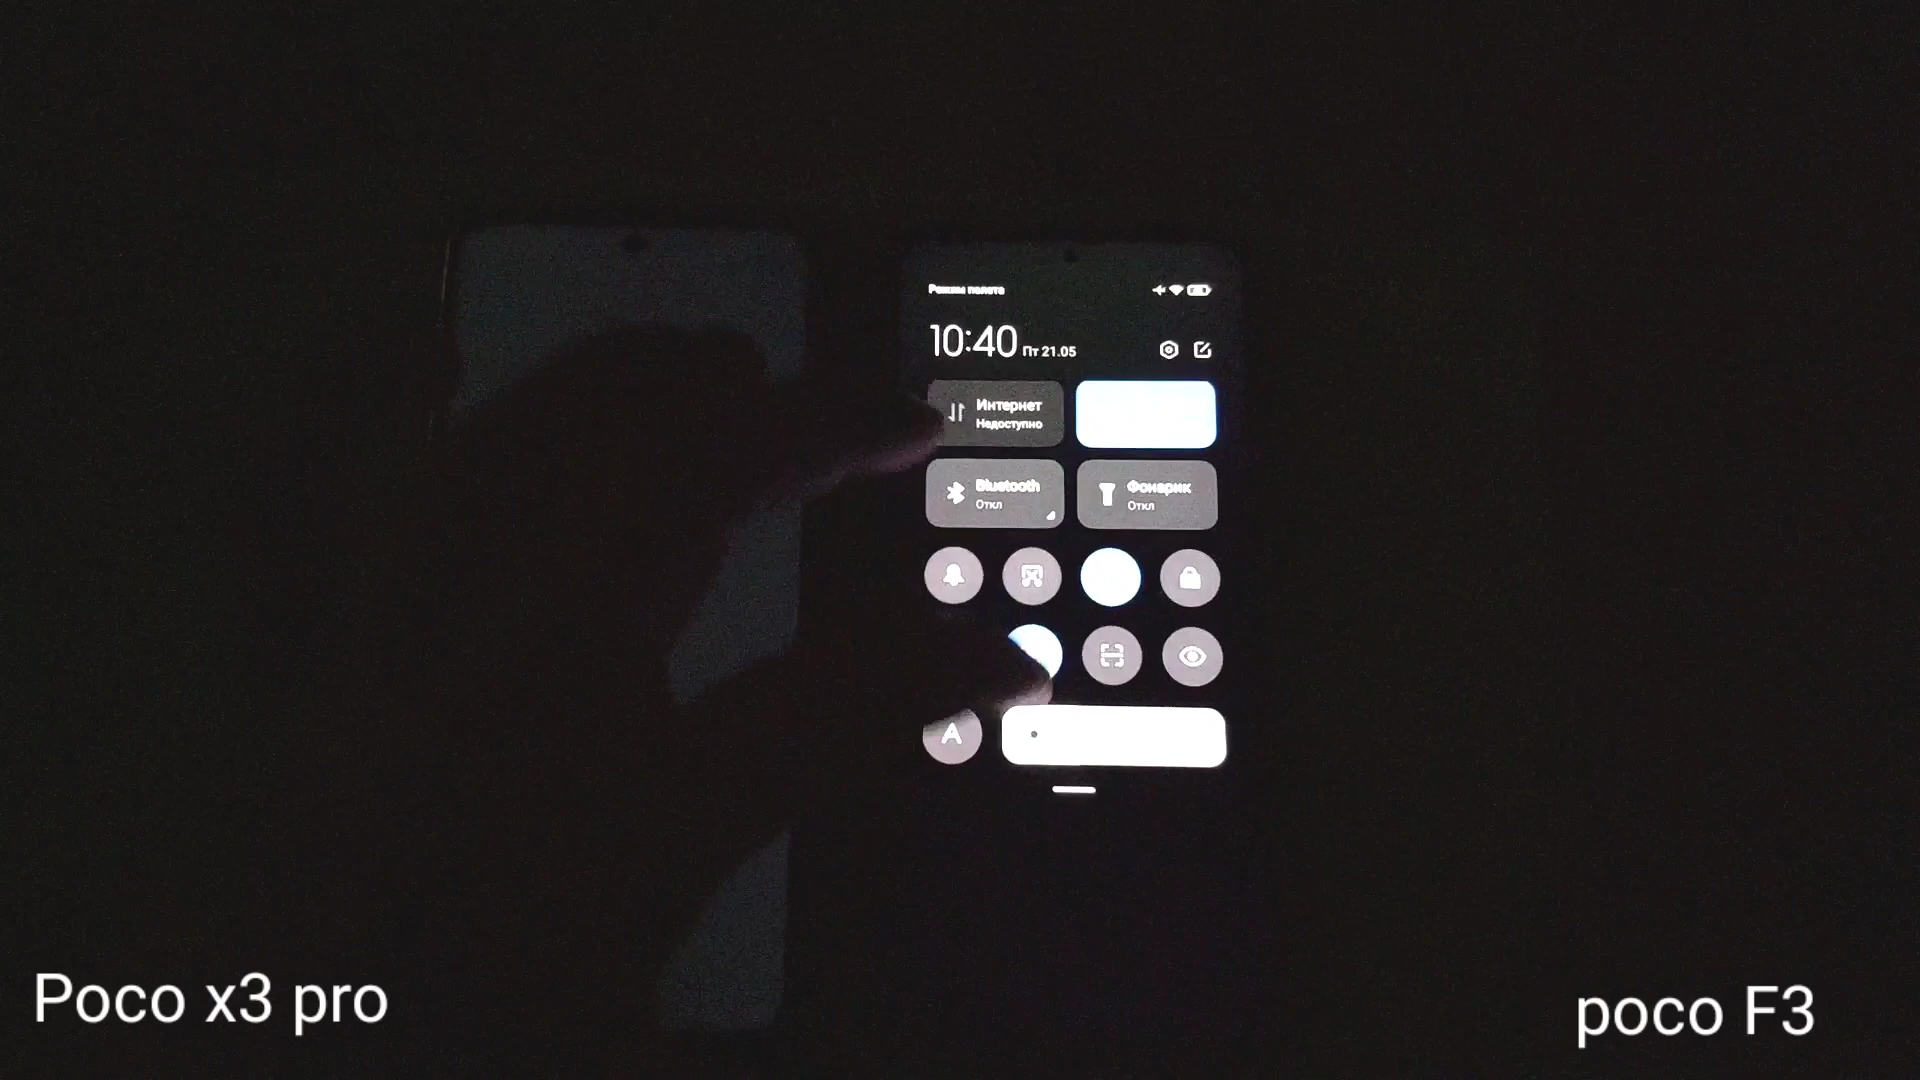 Режим полета
10:40 Пт 21.05
Интернет
Недоступно
Bluetooth
Откл
Фонарик
Откл
A
Poco x3 pro
poco F3